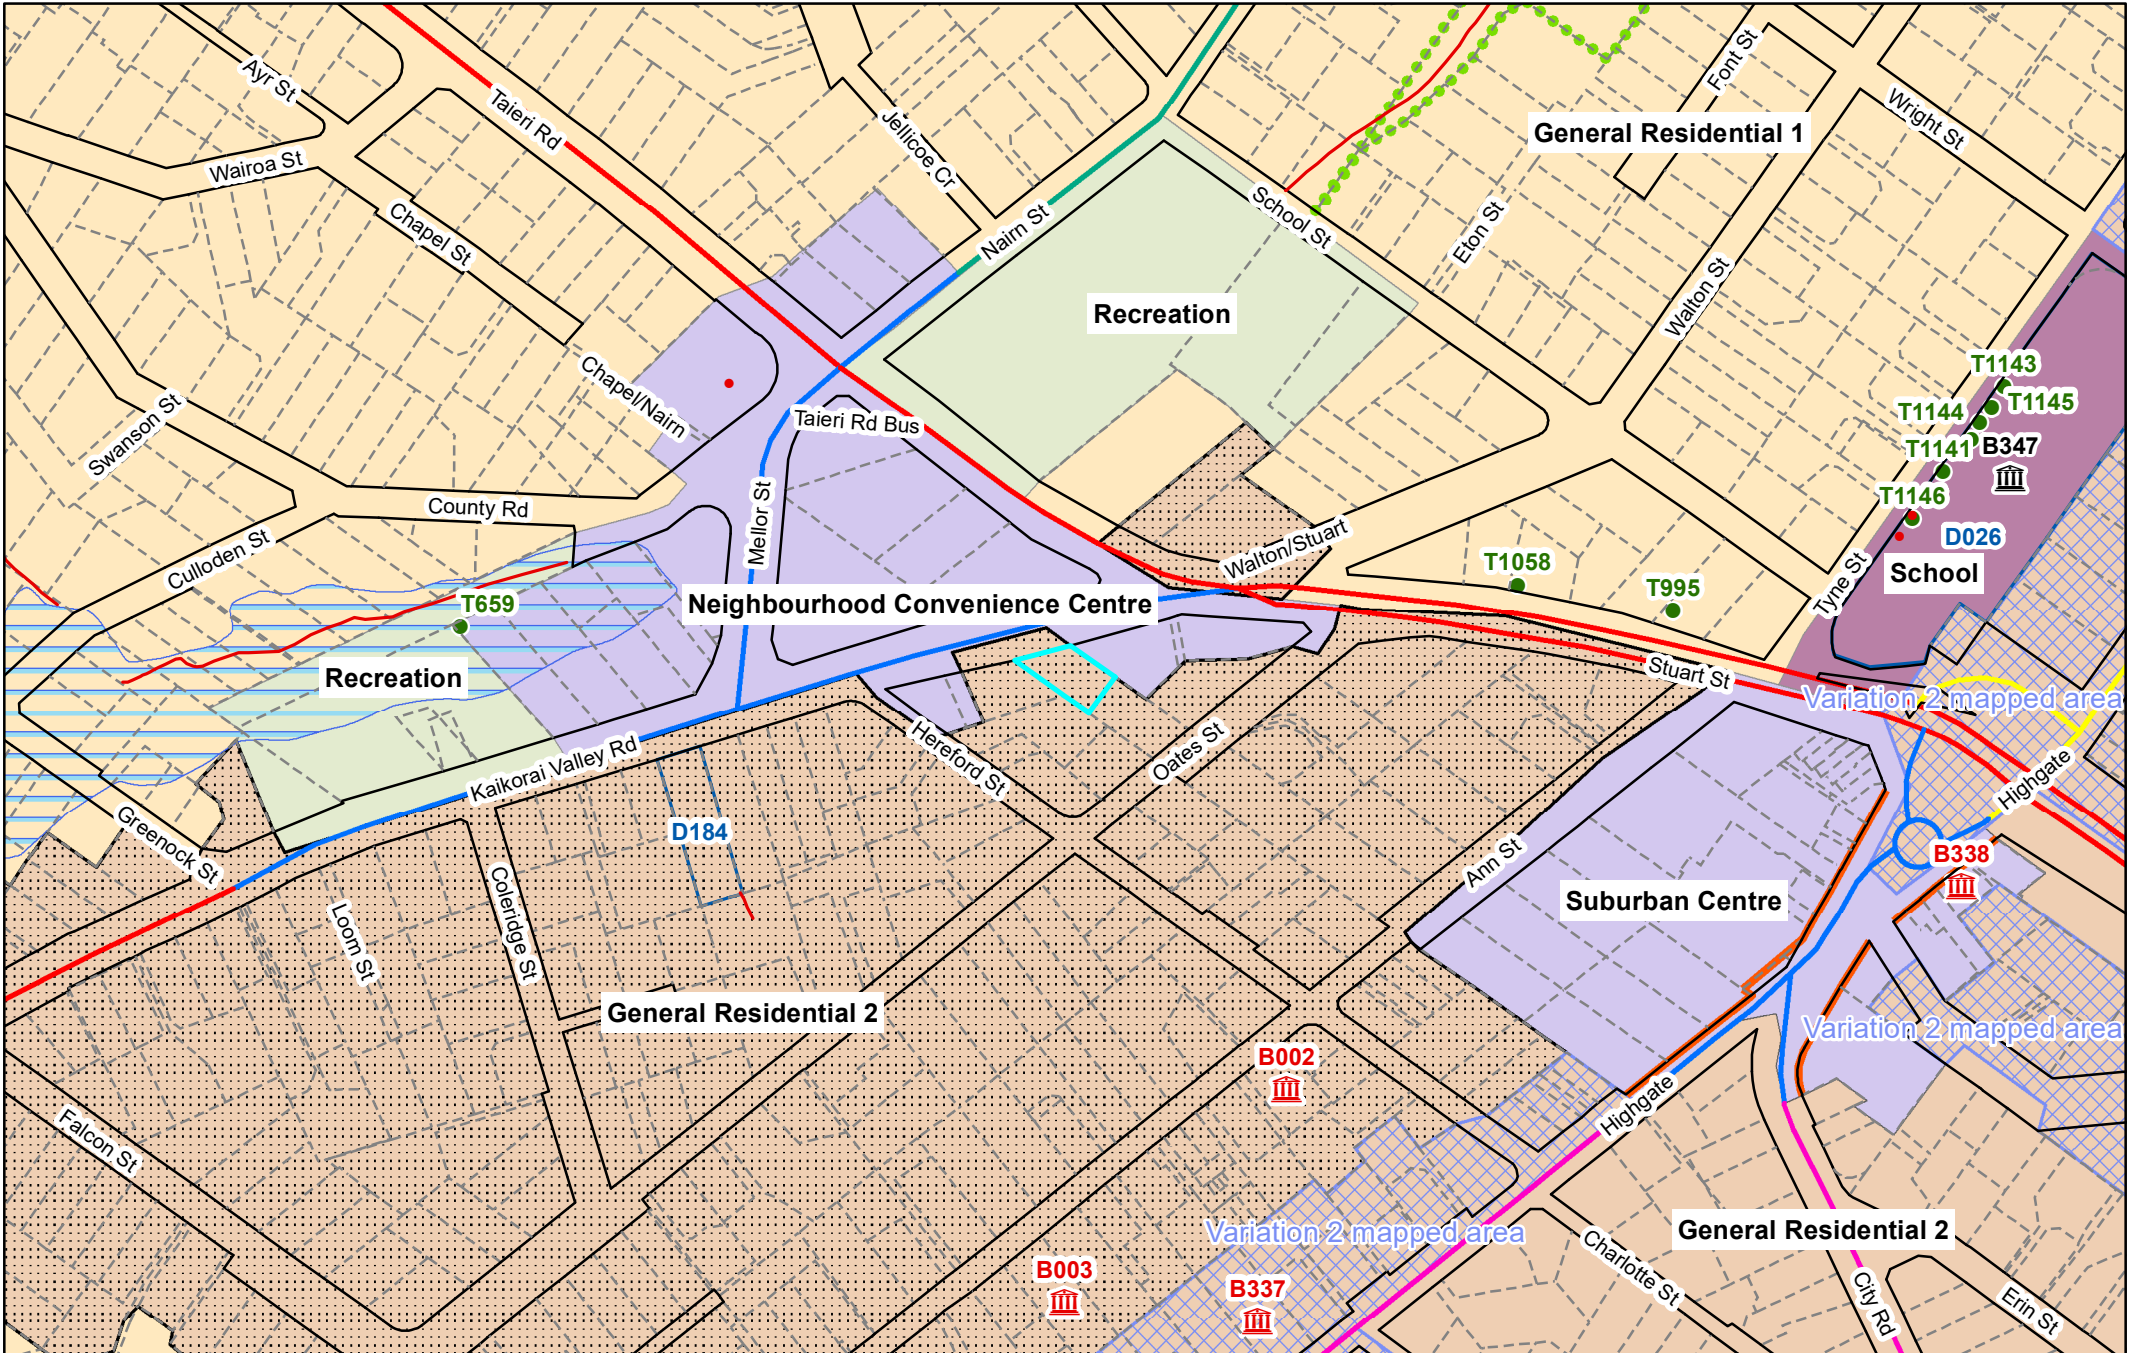 Ayr St
Taieri Rd
Jellicoe Cr
Font St
General Residential 1
Wright St
Wairoa St
Chapel St
Nairn St
School St
Eton St
Walton St
Recreation
Chapel/Nairn
Taieri Rd Bus
Swanson St
T1143
T1145
T1144
T1141
B347
T1146
D026
School
County Rd
Mellor St
Culloden St
Walton/Stuart
T1058
T995
Tyne St
T659
Neighbourhood Convenience Centre
Recreation
Stuart St
Variation 2 mapped area
Kaikorai Valley Rd
Hereford St
Oates St
Highgate
Greenock St
D184
Ann St
B338
Loom St
Coleridge St
Suburban Centre
General Residential 2
Variation 2 mapped area
B002
Highgate
Falcon St
Variation 2 mapped area
General Residential 2
B003
B337
Charlotte St
City Rd
Erin St